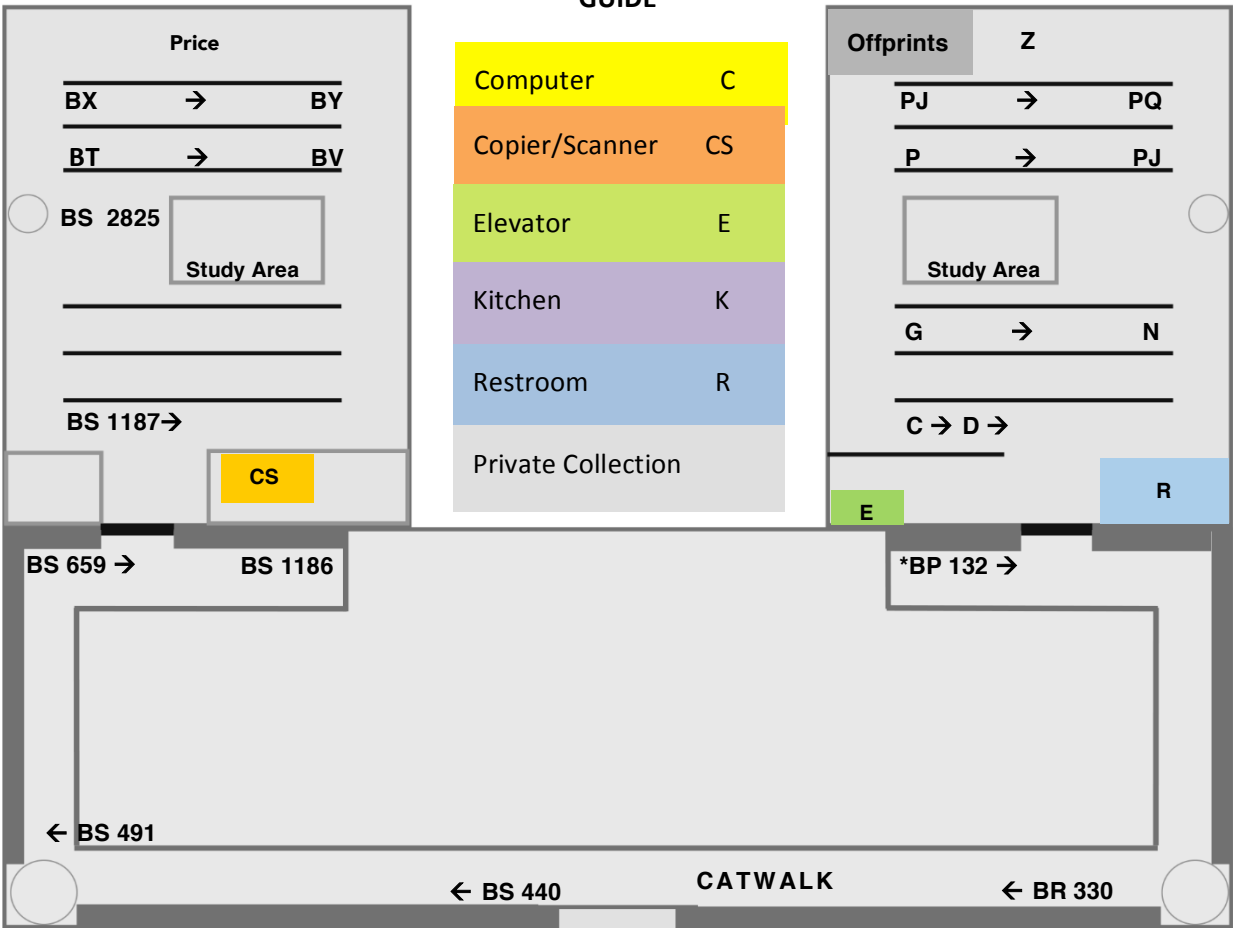 GUIDE
Price
BX → BY
BT → BV
BS 2825
Study Area
BS 1187→
CS
Computer C
Copier/Scanner CS
Elevator E
Kitchen K
Restroom R
Private Collection
Offprints Z
PJ → PQ
P → PJ
Study Area
G → N
C → D →
E
R
BS 659 → BS 1186
*BP 132 →
← BS 491
← BS 440
CATWALK
← BR 330